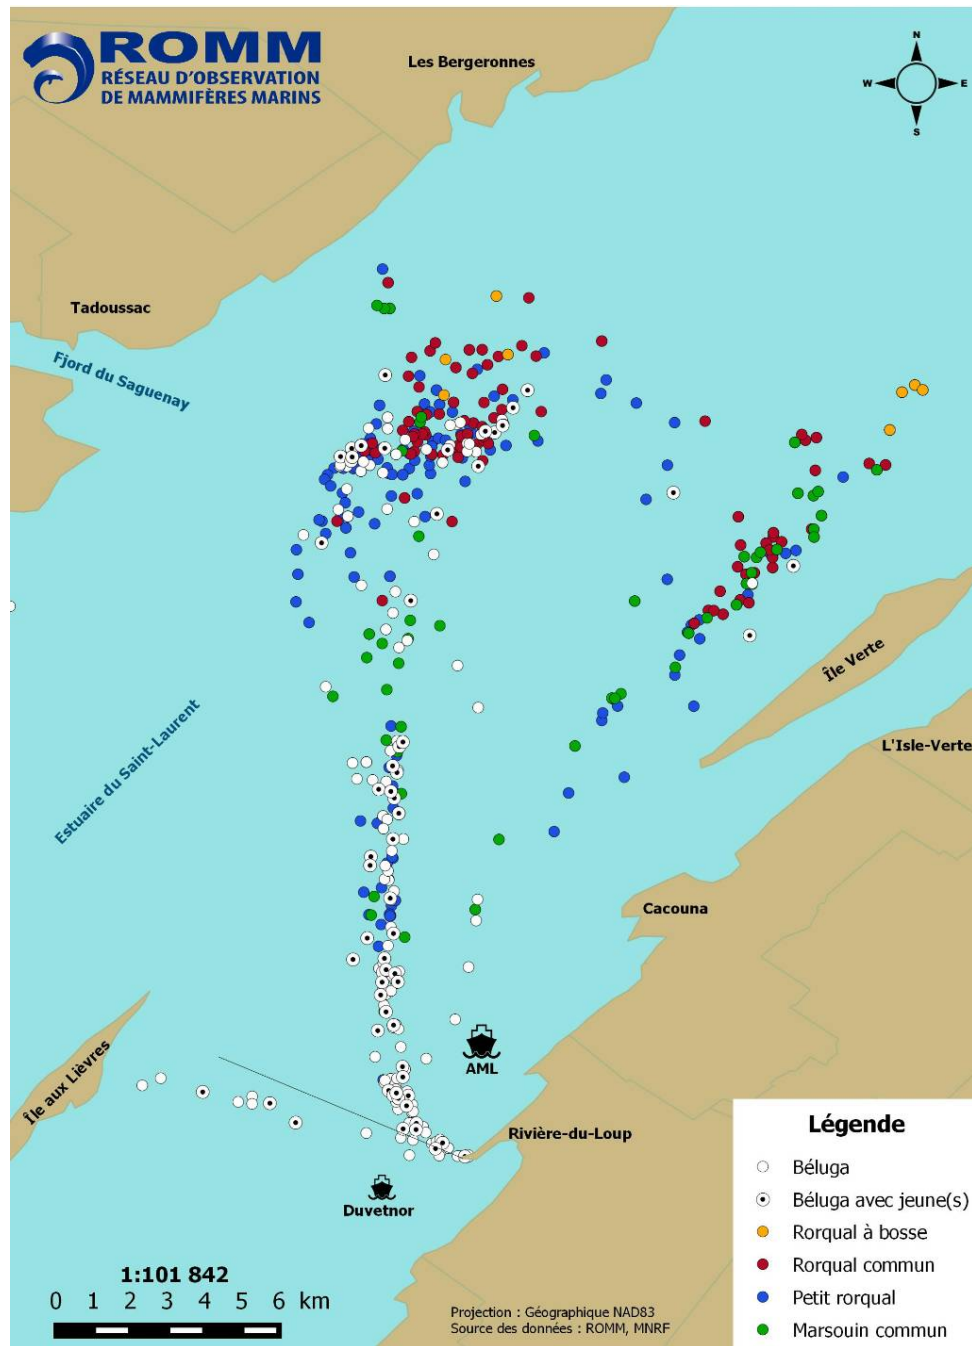 ROMM
RÉSEAU D'OBSERVATION
DE MAMMIFÈRES MARINS
Les Bergeronnes
N
W
E
S
Tadoussac
Fjord du Saguenay
Île Verte
Estuaire du Saint-Laurent
L'Isle-Verte
Cacouna
AML
Île aux Lièvres
Rivière-du-Loup
Duvetnor
Légende
Béluga
Béluga avec jeune(s)
Rorqual à bosse
Rorqual commun
Petit rorqual
Marsouin commun
1:101 842
0 1 2 3 4 5 6 km
Projection : Géographique NAD83
Source des données : ROMM, MNRF